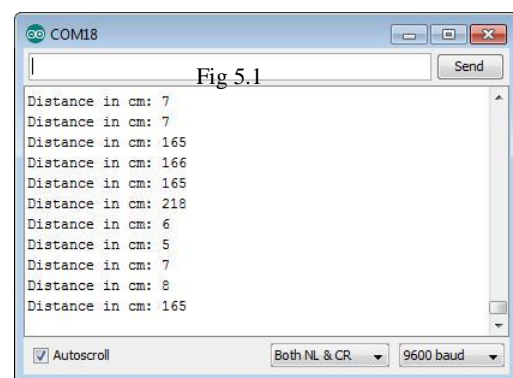 COM18
Send
Fig 5.1
Distance in cm: 7
Distance in cm: 7
Distance in cm: 165
Distance in cm: 166
Distance in cm: 165
Distance in cm: 218
Distance in cm: 6
Distance in cm: 5
Distance in cm: 7
Distance in cm: 8
Distance in cm: 165
Autoscroll Both NL & CR 9600 baud